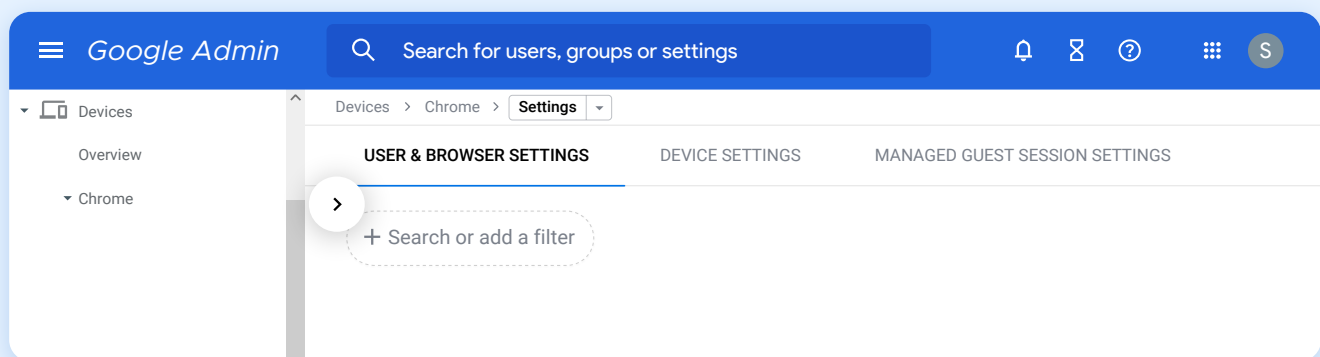 Google Admin
Search for users, groups or settings
S
Devices
Overview
Chrome
Devices > Chrome > Settings
USER & BROWSER SETTINGS
DEVICE SETTINGS
MANAGED GUEST SESSION SETTINGS
+ Search or add a filter